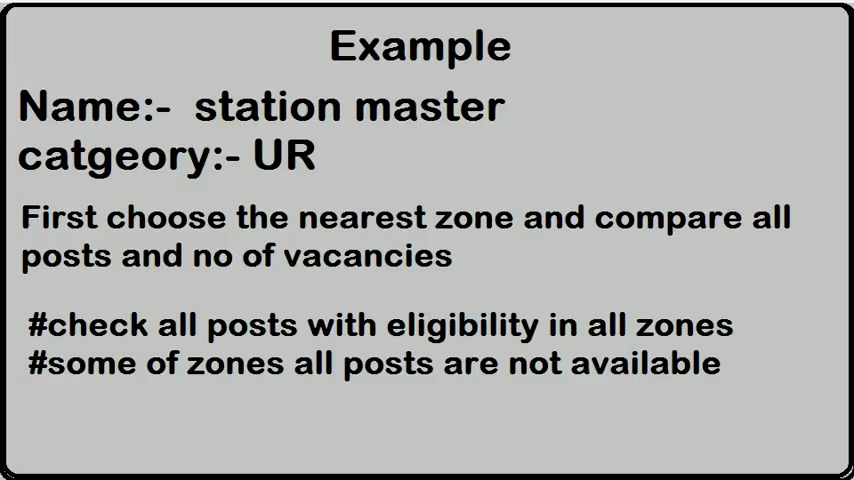 Example
Name:- station master
catgeory:- UR
First choose the nearest zone and compare all
posts and no of vacancies
#check all posts with eligibility in all zones
#some of zones all posts are not available